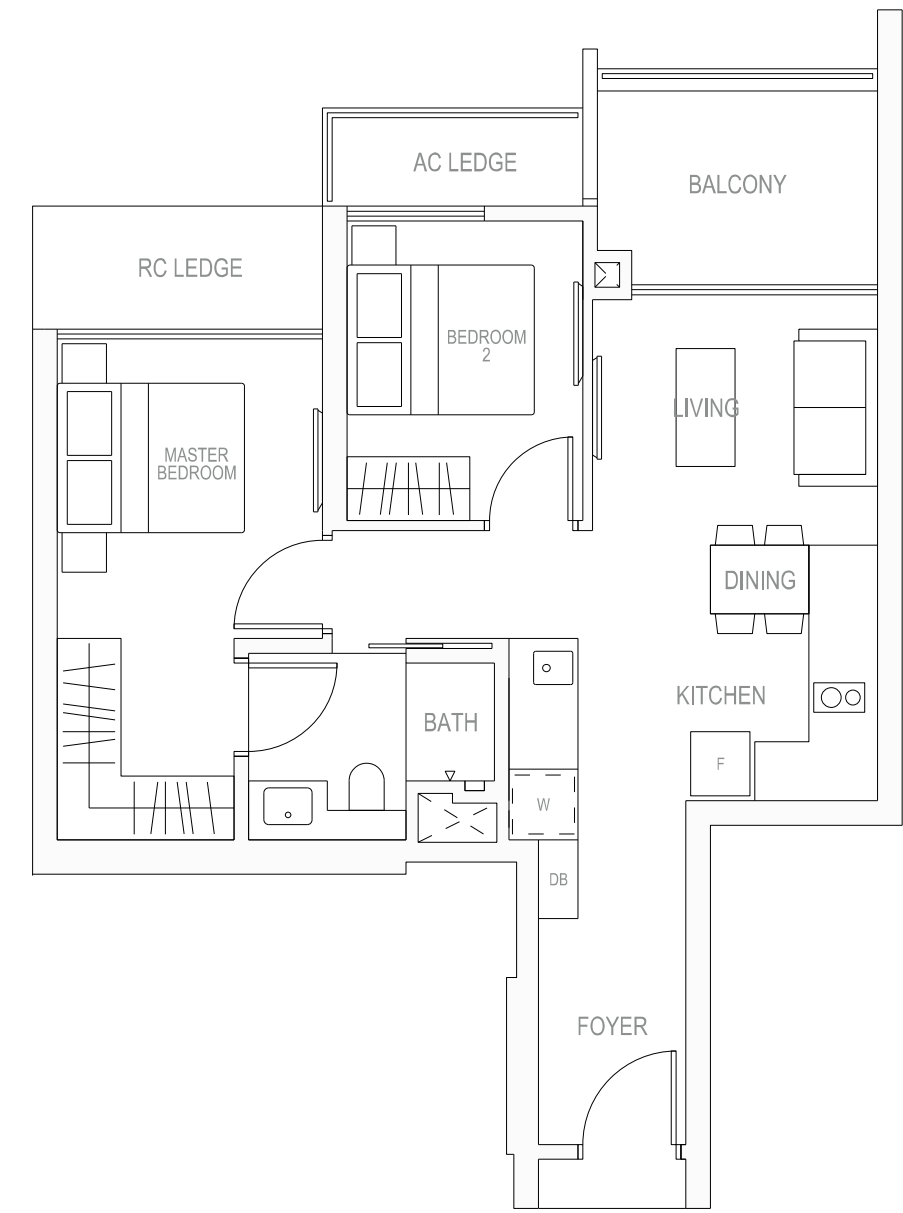 AC LEDGE
BALCONY
RC LEDGE
BEDROOM
2
LIVING
MASTER
BEDROOM
DINING
KITCHEN
BATH
F
W
DB
FOYER